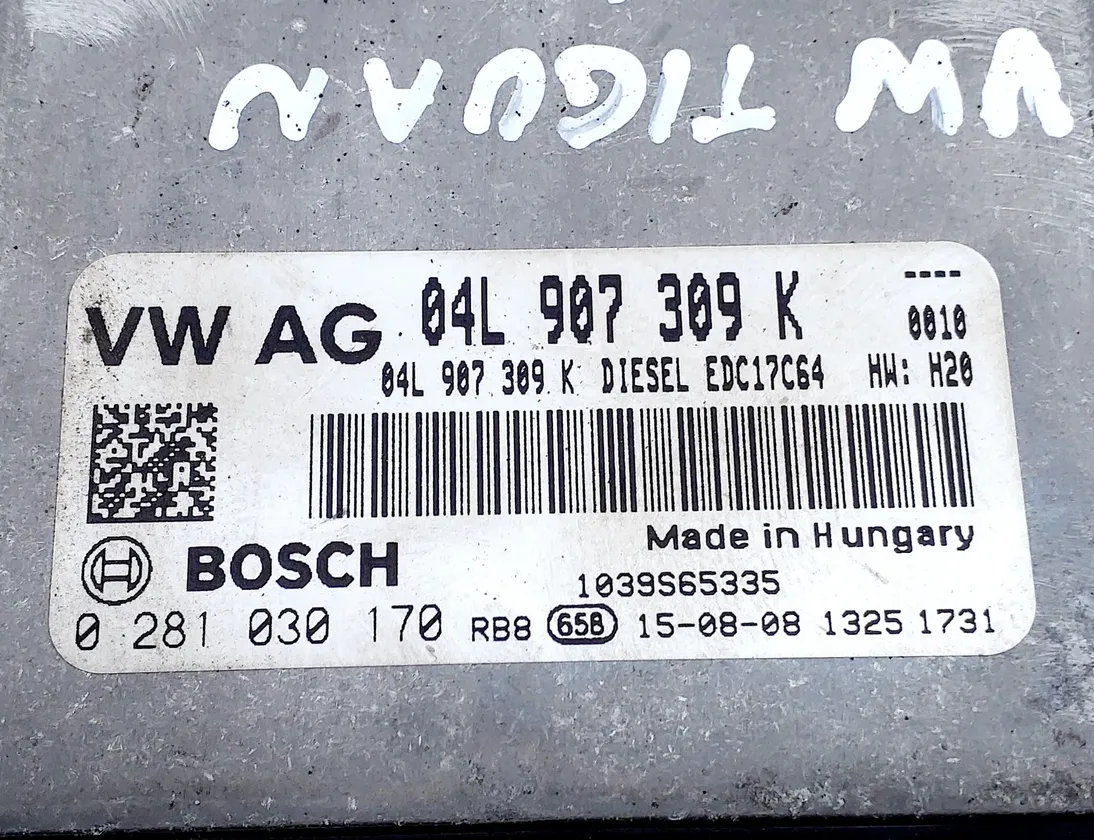 VW TIGUAN
VW AG 04L 907 309 K ----
0010
04L 907 309 K DIESEL EDC17C64 HW: H20
Made in Hungary
BOSCH
1039S65335
0 281 030 170 RB8 658 15-08-08 1325 1731